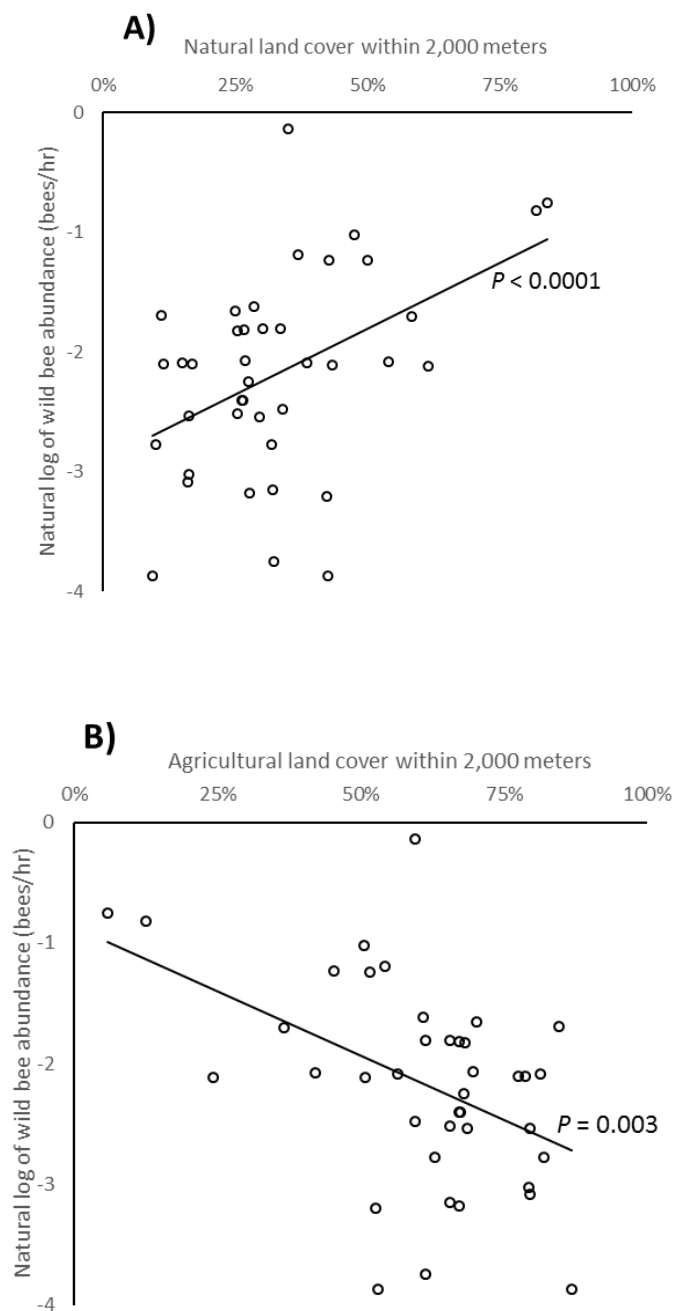 A)
Natural land cover within 2,000 meters
0% 25% 50% 75% 100%
0
-1
-2
-3
-4
Natural log of wild bee abundance (bees/hr)
P < 0.0001
B)
Agricultural land cover within 2,000 meters
0% 25% 50% 75% 100%
0
-1
-2
-3
-4
Natural log of wild bee abundance (bees/hr)
P = 0.003